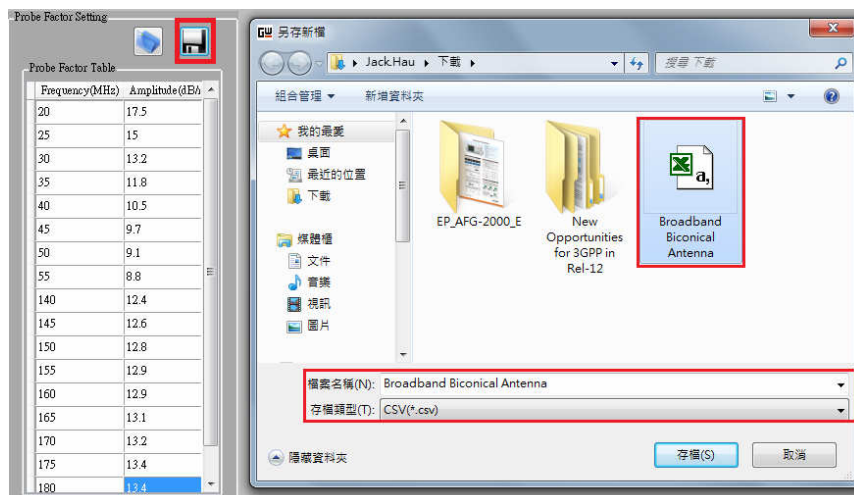 Probe Factor Setting
Probe Factor Table
Frequency(MHz) Amplitude(dBA
20 17.5
25 15
30 13.2
35 11.8
40 10.5
45 9.7
50 9.1
55 8.8
140 12.4
145 12.6
150 12.8
155 12.9
160 12.9
165 13.1
170 13.2
175 13.4
180 13.4
GW 另存新檔
Jack.Hau 下載
搜尋 下載
組合管理 新增資料夾
我的最愛
桌面
最近的位置
下載
媒體櫃
文件
音樂
視訊
圖片
EP_AFG-2000_E
New
Opportunities
for 3GPP in
Rel-12
a,
Broadband
Biconical
Antenna
檔案名稱(N): Broadband Biconical Antenna
存檔類型(T): CSV(*.csv)
隱藏資料夾
存檔(S)
取消